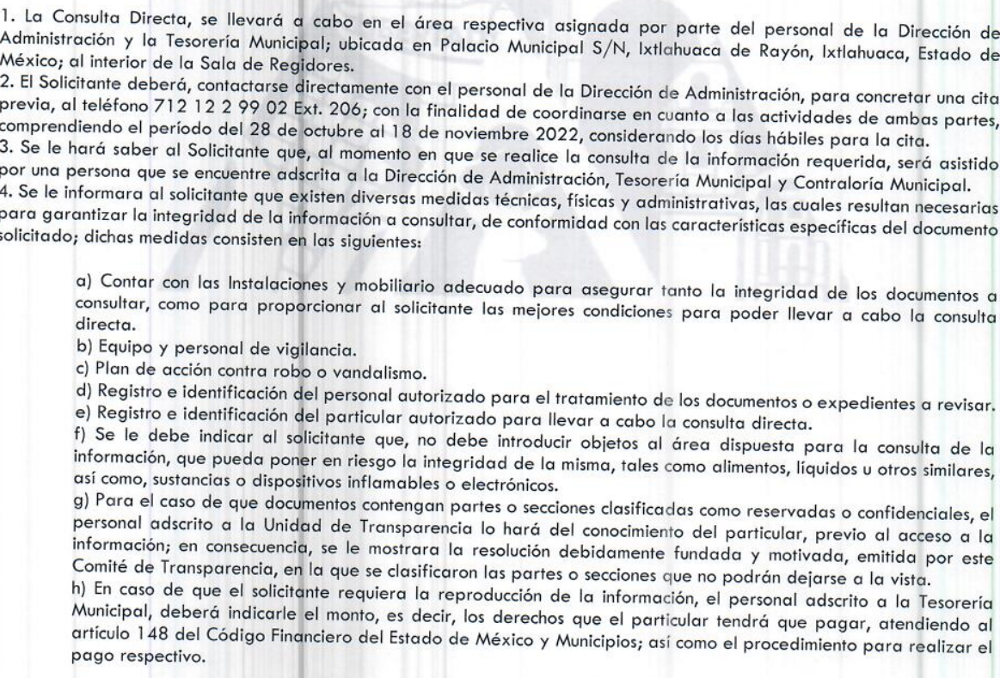 1. La Consulta Directa, se llevará a cabo en el área respectiva asignada por parte del personal de la Dirección de
Administración y la Tesorería Municipal; ubicada en Palacio Municipal S/N, Ixtlahuaca de Rayón, Ixtlahuaca, Estado de
México; al interior de la Sala de Regidores.
2. El Solicitante deberá, contactarse directamente con el personal de la Dirección de Administración, para concretar una cita
previa, al teléfono 712 12 2 99 02 Ext. 206; con la finalidad de coordinarse en cuanto a las actividades de ambas partes,
comprendiendo el período del 28 de octubre al 18 de noviembre 2022, considerando los días hábiles para la cita.
3. Se le hará saber al Solicitante que, al momento en que se realice la consulta de la información requerida, será asistido
por una persona que se encuentre adscrita a la Dirección de Administración, Tesorería Municipal y Contraloría Municipal.
4. Se le informara al solicitante que existen diversas medidas técnicas, físicas y administrativas, las cuales resultan necesarias
para garantizar la integridad de la información a consultar, de conformidad con las características específicas del documento
solicitado; dichas medidas consisten en las siguientes:
a) Contar con las Instalaciones y mobiliario adecuado para asegurar tanto la integridad de los documentos a
consultar, como para proporcionar al solicitante las mejores condiciones para poder llevar a cabo la consulta
directa.
b) Equipo y personal de vigilancia.
c) Plan de acción contra robo o vandalismo.
d) Registro e identificación del personal autorizado para el tratamiento de los documentos o expedientes a revisar.
e) Registro e identificación del particular autorizado para llevar a cabo la consulta directa.
f) Se le debe indicar al solicitante que, no debe introducir objetos al área dispuesta para la consulta de la
información, que pueda poner en riesgo la integridad de la misma, tales como alimentos, líquidos u otros similares,
así como, sustancias o dispositivos inflamables o electrónicos.
g) Para el caso de que documentos contengan partes o secciones clasificadas como reservadas o confidenciales, el
personal adscrito a la Unidad de Transparencia lo hará del conocimiento del particular, previo al acceso a la
información; en consecuencia, se le mostrara la resolución debidamente fundada y motivada, emitida por este
Comité de Transparencia, en la que se clasificaron las partes o secciones que no podrán dejarse a la vista.
h) En caso de que el solicitante requiera la reproducción de la información, el personal adscrito a la Tesorería
Municipal, deberá indicarle el monto, es decir, los derechos que el particular tendrá que pagar, atendiendo al
artículo 148 del Código Financiero del Estado de México y Municipios; así como el procedimiento para realizar el
pago respectivo.